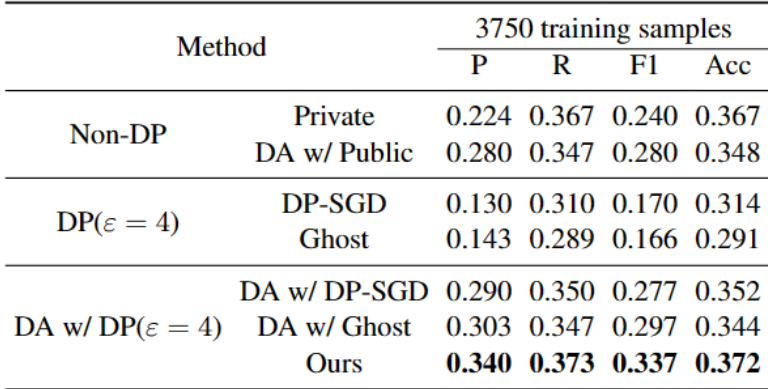 Method 3750 training samples
P R F1 Acc
Non-DP Private 0.224 0.367 0.240 0.367
DA w/ Public 0.280 0.347 0.280 0.348
DP(ε = 4) DP-SGD 0.130 0.310 0.170 0.314
Ghost 0.143 0.289 0.166 0.291
DA w/ DP(ε = 4) DA w/ DP-SGD 0.290 0.350 0.277 0.352
DA w/ Ghost 0.303 0.347 0.297 0.344
Ours 0.340 0.373 0.337 0.372